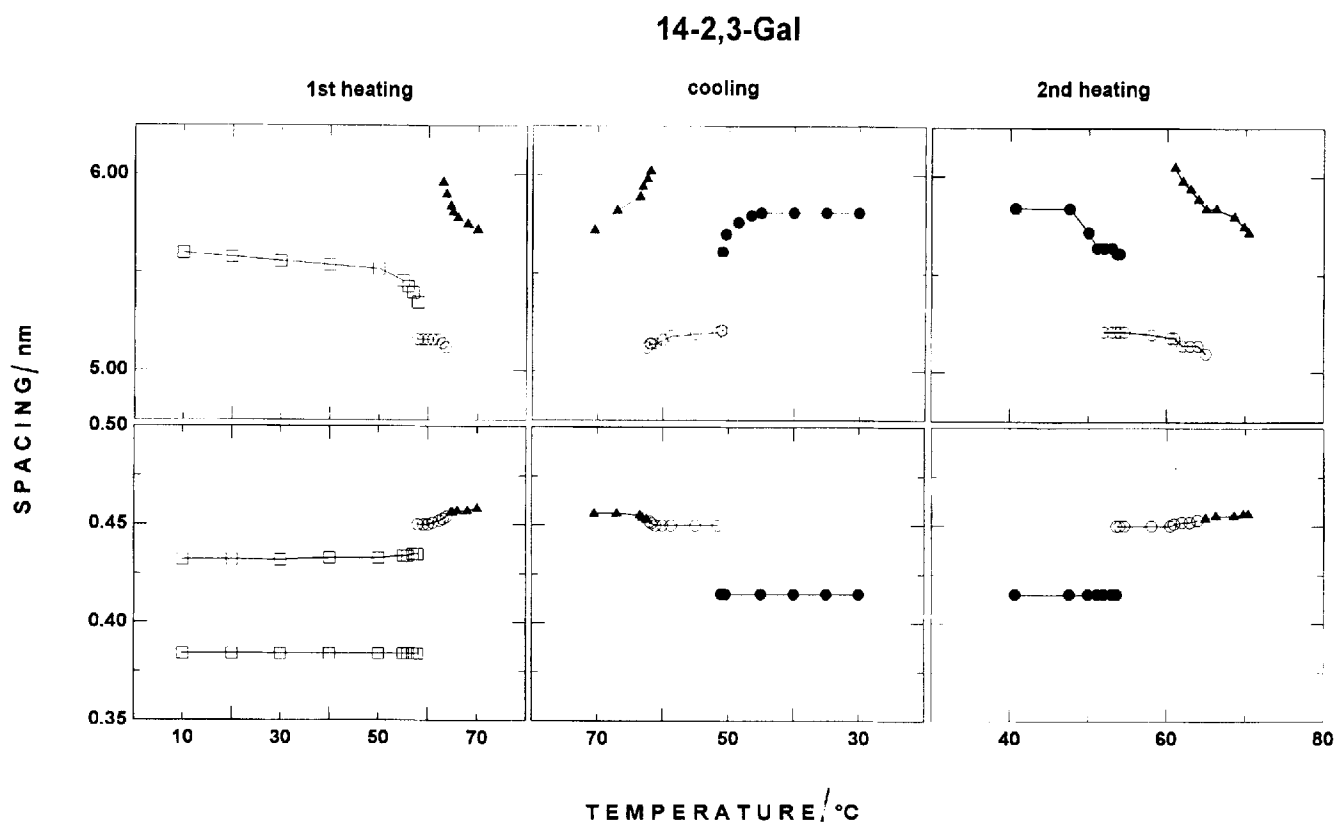 14-2,3-Gal
1st heating
cooling
2nd heating
6.00
5.00
0.50
0.45
0.40
0.35
SPACING/nm
10 30 50 70
70 50 30
40 60 80
TEMPERATURE/°C